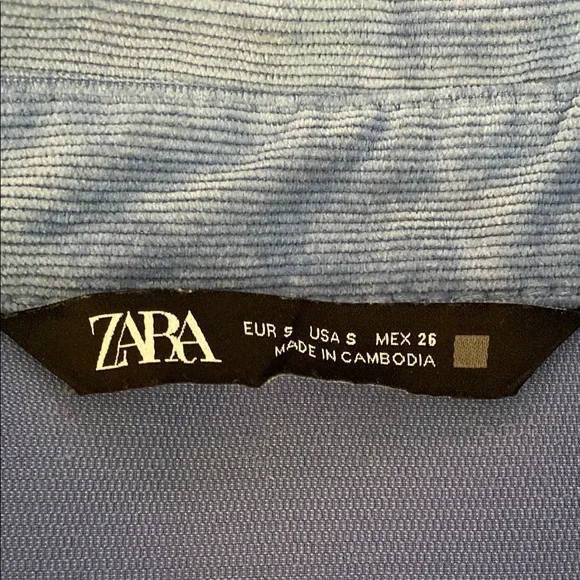 ZARA
EUR S USA S MEX 26
MADE IN CAMBODIA